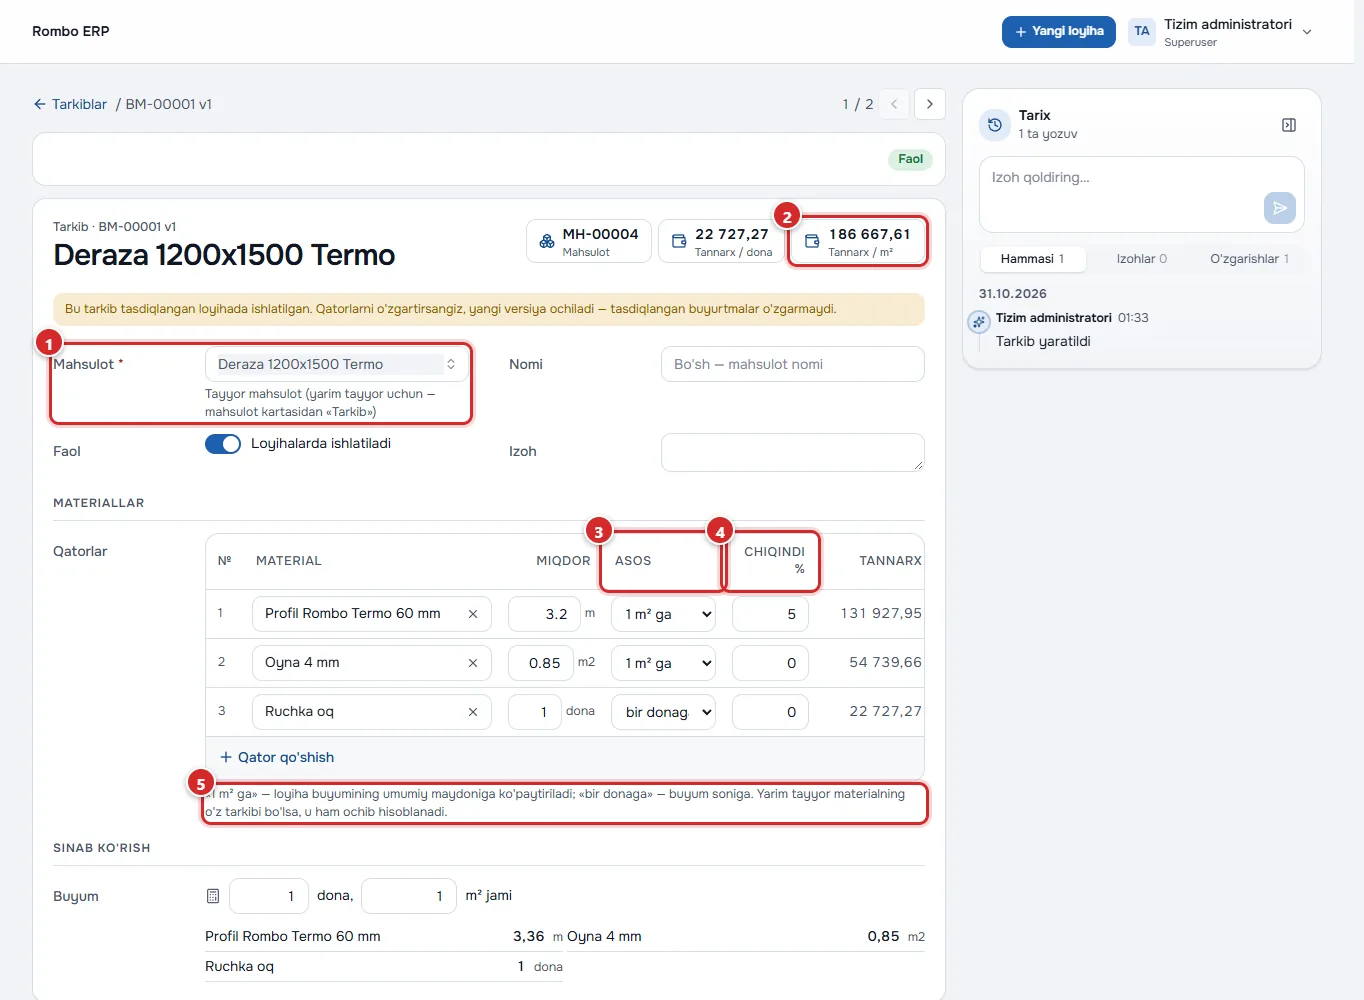 Rombo ERP
+ Yangi loyiha
TA
Tizim administratori
Superuser
← Tarkiblar / BM-00001 v1
1 / 2
Faol
Tarkib · BM-00001 v1
Deraza 1200x1500 Termo
MH-00004
Mahsulot
22 727,27
Tannarx / dona
2
186 667,61
Tannarx / m²
Bu tarkib tasdiqlangan loyihada ishlatilgan. Qatorlarni o'zgartirsangiz, yangi versiya ochiladi — tasdiqlangan buyurtmalar o'zgarmaydi.
1
Mahsulot *
Deraza 1200x1500 Termo
Tayyor mahsulot (yarim tayyor uchun —
mahsulot kartasidan «Tarkib»)
Nomi
Bo'sh — mahsulot nomi
Faol
Loyihalarda ishlatiladi
Izoh
MATERIALLAR
Qatorlar
3
4
№ MATERIAL MIQDOR ASOS CHIQINDI % TANNARX
1 Profil Rombo Termo 60 mm × 3.2 m 1 m² ga 5 131 927,95
2 Oyna 4 mm × 0.85 m2 1 m² ga 0 54 739,66
3 Ruchka oq × 1 dona bir donag 0 22 727,27
+ Qator qo'shish
5
«1 m² ga» — loyiha buyumining umumiy maydoniga ko'paytiriladi; «bir donaga» — buyum soniga. Yarim tayyor materialning
o'z tarkibi bo'lsa, u ham ochib hisoblanadi.
SINAB KO'RISH
Buyum
1 dona, 1 m² jami
Profil Rombo Termo 60 mm 3,36 m Oyna 4 mm 0,85 m2
Ruchka oq 1 dona
Tarix
1 ta yozuv
Izoh qoldiring...
Hammasi 1 Izohlar 0 O'zgarishlar 1
31.10.2026
Tizim administratori 01:33
Tarkib yaratildi